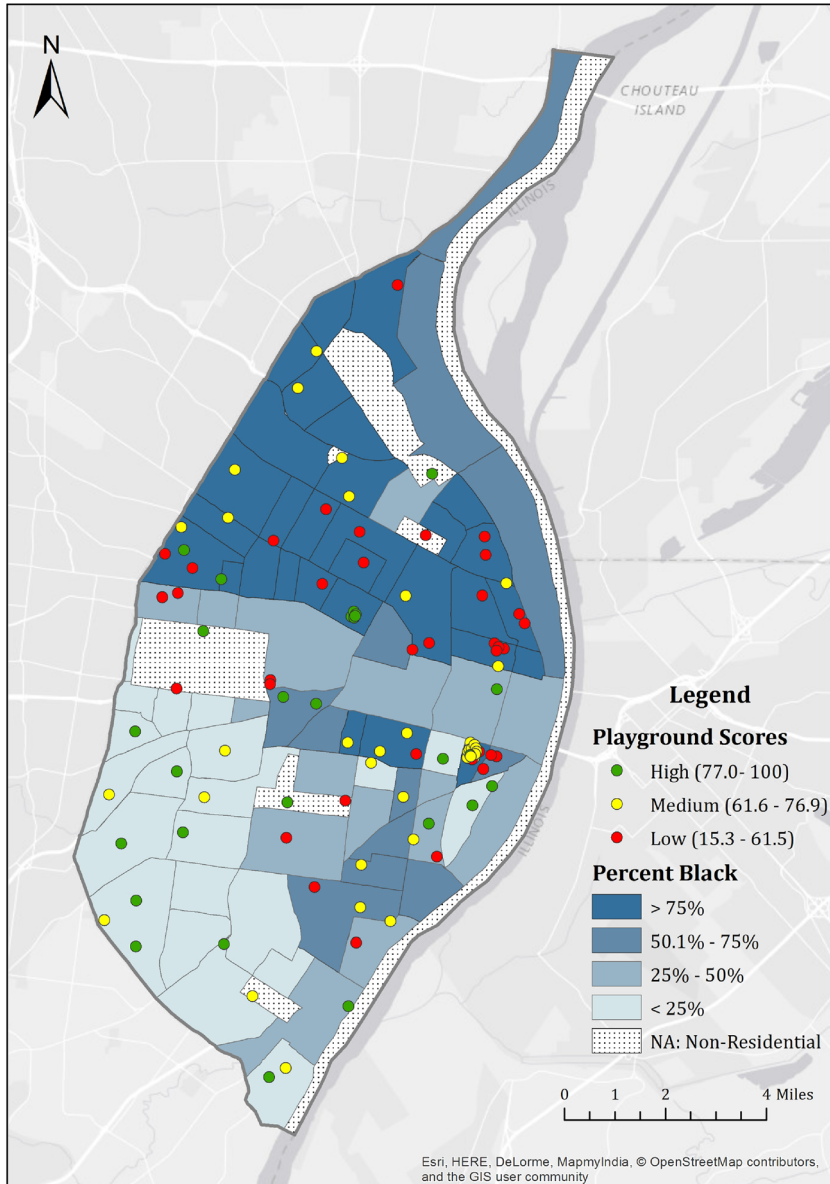 N
CHOUTEAU
ISLAND
ILLINOIS
ILLINOIS
Legend
Playground Scores
High (77.0- 100)
Medium (61.6 - 76.9)
Low (15.3 - 61.5)
Percent Black
> 75%
50.1% - 75%
25% - 50%
< 25%
NA: Non-Residential
0 1 2 4 Miles
Esri, HERE, DeLorme, MapmyIndia, © OpenStreetMap contributors,
and the GIS user community